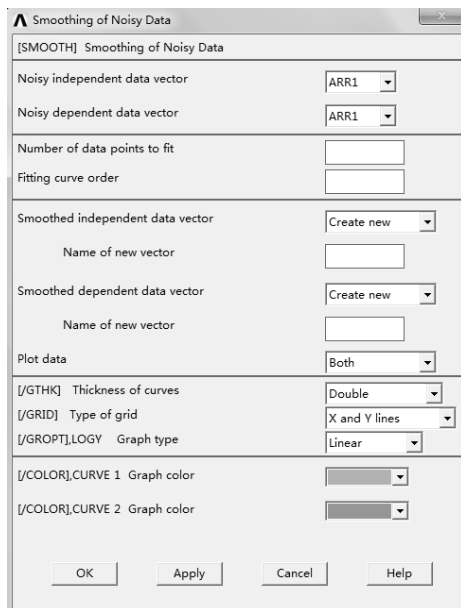 Smoothing of Noisy Data
[SMOOTH] Smoothing of Noisy Data
Noisy independent data vector ARR1
Noisy dependent data vector ARR1
Number of data points to fit
Fitting curve order
Smoothed independent data vector Create new
Name of new vector
Smoothed dependent data vector Create new
Name of new vector
Plot data Both
[/GTHK] Thickness of curves Double
[/GRID] Type of grid X and Y lines
[/GROPT],LOGY Graph type Linear
[/COLOR],CURVE 1 Graph color
[/COLOR],CURVE 2 Graph color
OK Apply Cancel Help